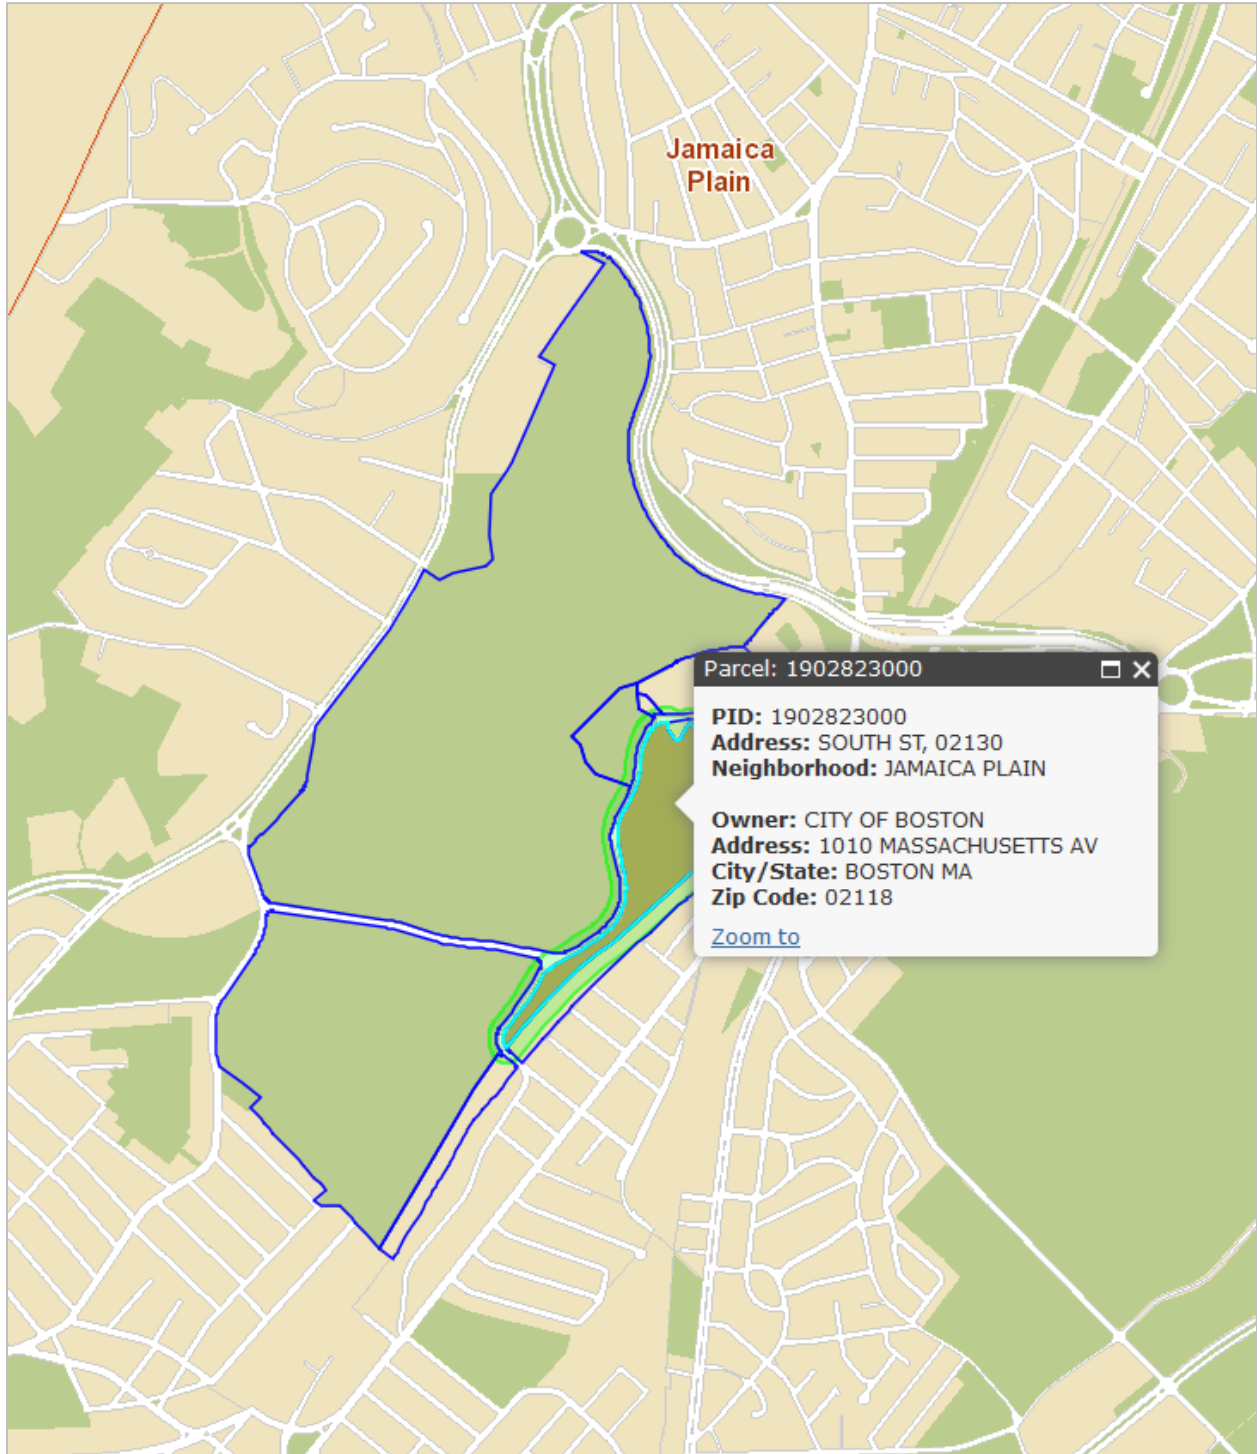 Jamaica
Plain
Parcel: 1902823000
PID: 1902823000
Address: SOUTH ST, 02130
Neighborhood: JAMAICA PLAIN
Owner: CITY OF BOSTON
Address: 1010 MASSACHUSETTS AV
City/State: BOSTON MA
Zip Code: 02118
Zoom to